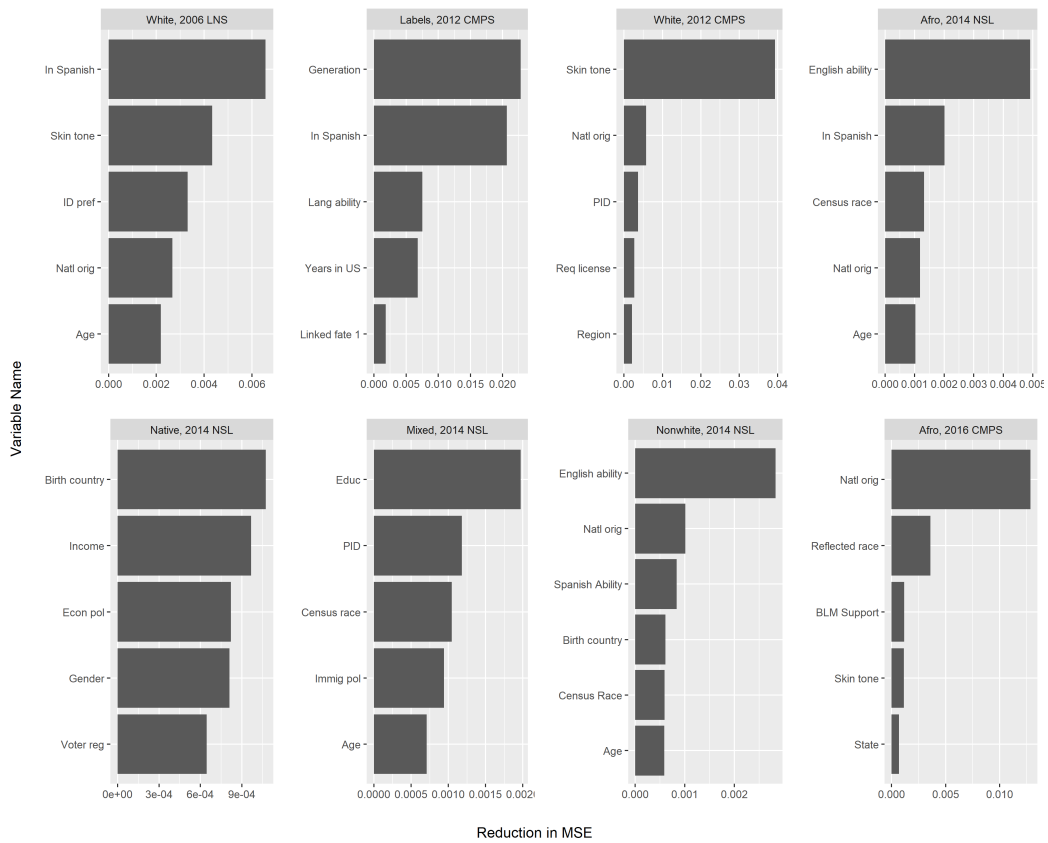 White, 2006 LNS
In Spanish
Skin tone
ID pref
Natl orig
Age
0.000 0.002 0.004 0.006
Labels, 2012 CMPS
Generation
In Spanish
Lang ability
Years in US
Linked fate 1
0.000 0.005 0.010 0.015 0.020
White, 2012 CMPS
Skin tone
Natl orig
PID
Req license
Region
0.00 0.01 0.02 0.03 0.04
Afro, 2014 NSL
English ability
In Spanish
Census race
Natl orig
Age
0.000 0.001 0.002 0.003 0.004 0.005
Variable Name
Native, 2014 NSL
Birth country
Income
Econ pol
Gender
Voter reg
0e+00 3e-04 6e-04 9e-04
Mixed, 2014 NSL
Educ
PID
Census race
Immig pol
Age
0.0000 0.0005 0.0010 0.0015 0.002
Nonwhite, 2014 NSL
English ability
Natl orig
Spanish Ability
Birth country
Census Race
Age
0.000 0.001 0.002
Afro, 2016 CMPS
Natl orig
Reflected race
BLM Support
Skin tone
State
0.000 0.005 0.010
Reduction in MSE